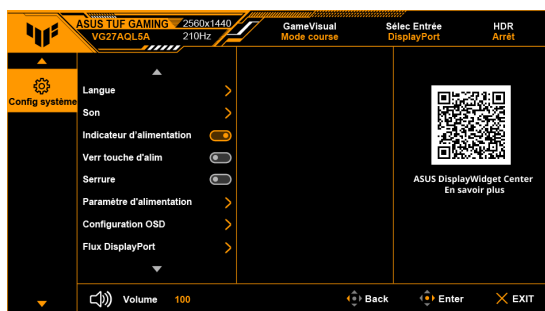 ASUS TUF GAMING 2560x1440
VG27AQL5A 210Hz
GameVisual
Mode course
Sélec Entrée
DisplayPort
HDR
Arrêt
Config système
Langue
Son
Indicateur d'alimentation
Verr touche d'alim
Serrure
Paramètre d'alimentation
Configuration OSD
Flux DisplayPort
ASUS DisplayWidget Center
En savoir plus
Volume 100
Back
Enter
EXIT